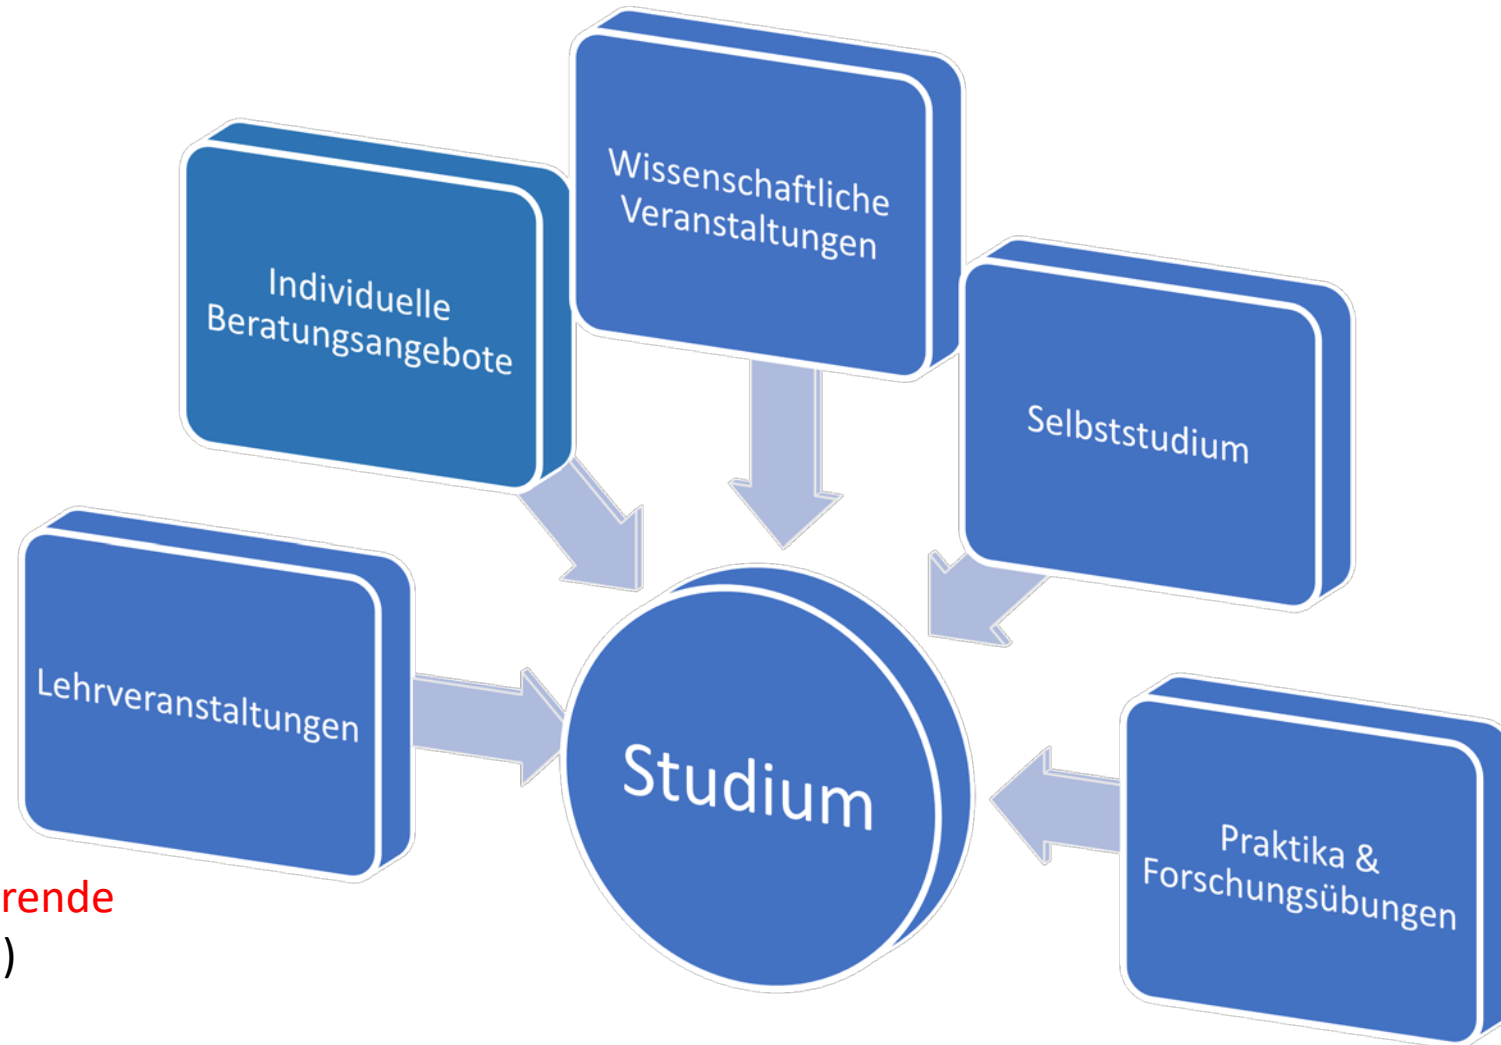 Wissenschaftliche
Veranstaltungen
Individuelle
Beratungsangebote
Selbststudium
Lehrveranstaltungen
Studium
Praktika &
Forschungsübungen
rende
)